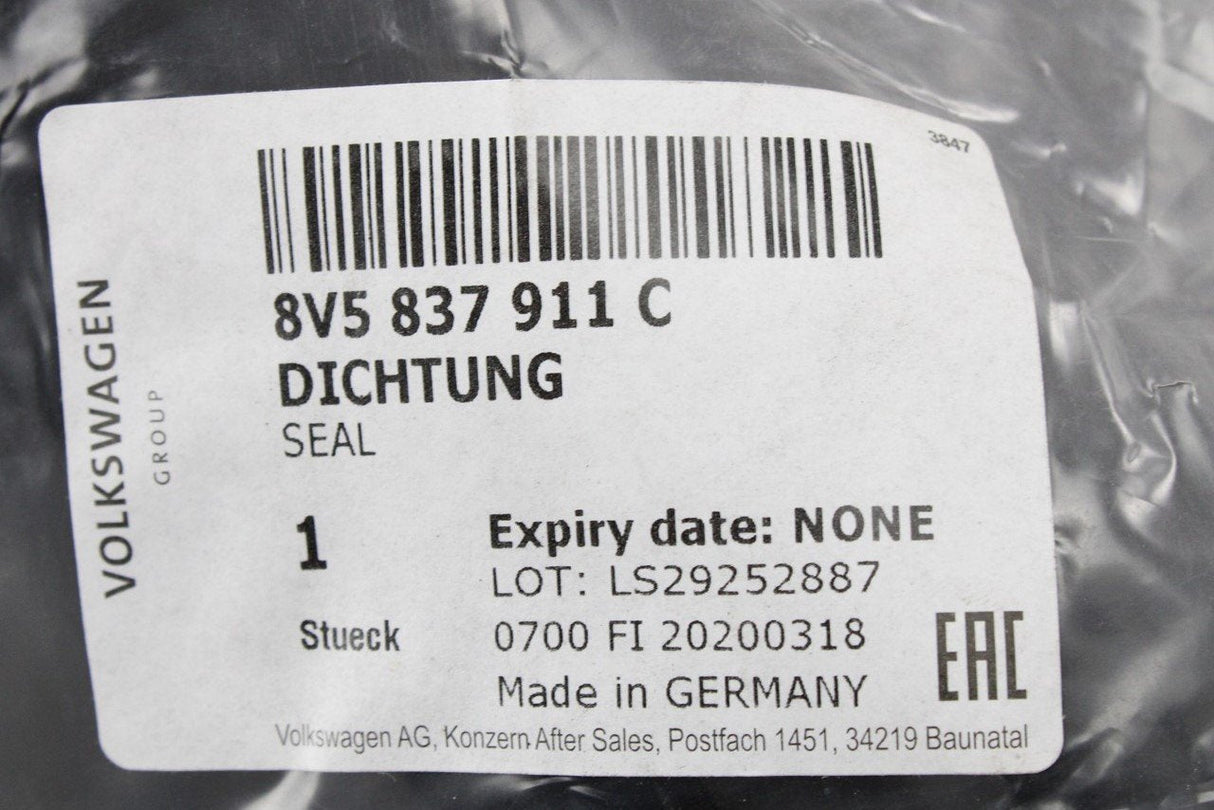 3847
8V5 837 911 C
DICHTUNG
SEAL
VOLKSWAGEN
GROUP
1
Stueck
Expiry date: NONE
LOT: LS29252887
0700 FI 20200318
Made in GERMANY
EAC
Volkswagen AG, Konzern After Sales, Postfach 1451, 34219 Baunatal